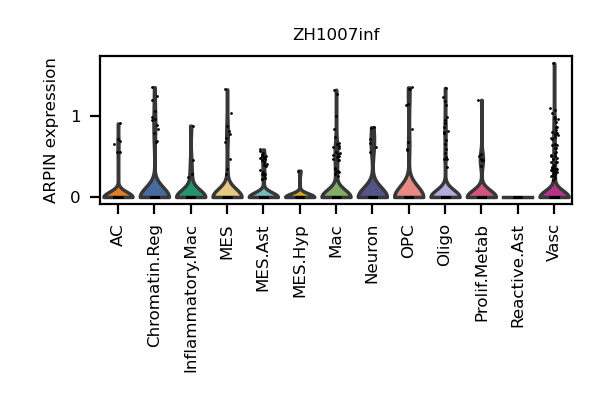 ZH1007inf
ARPIN expression
1
0
AC
Chromatin.Reg
Inflammatory.Mac
MES
MES.Ast
MES.Hyp
Mac
Neuron
OPC
Oligo
Prolif.Metab
Reactive.Ast
Vasc